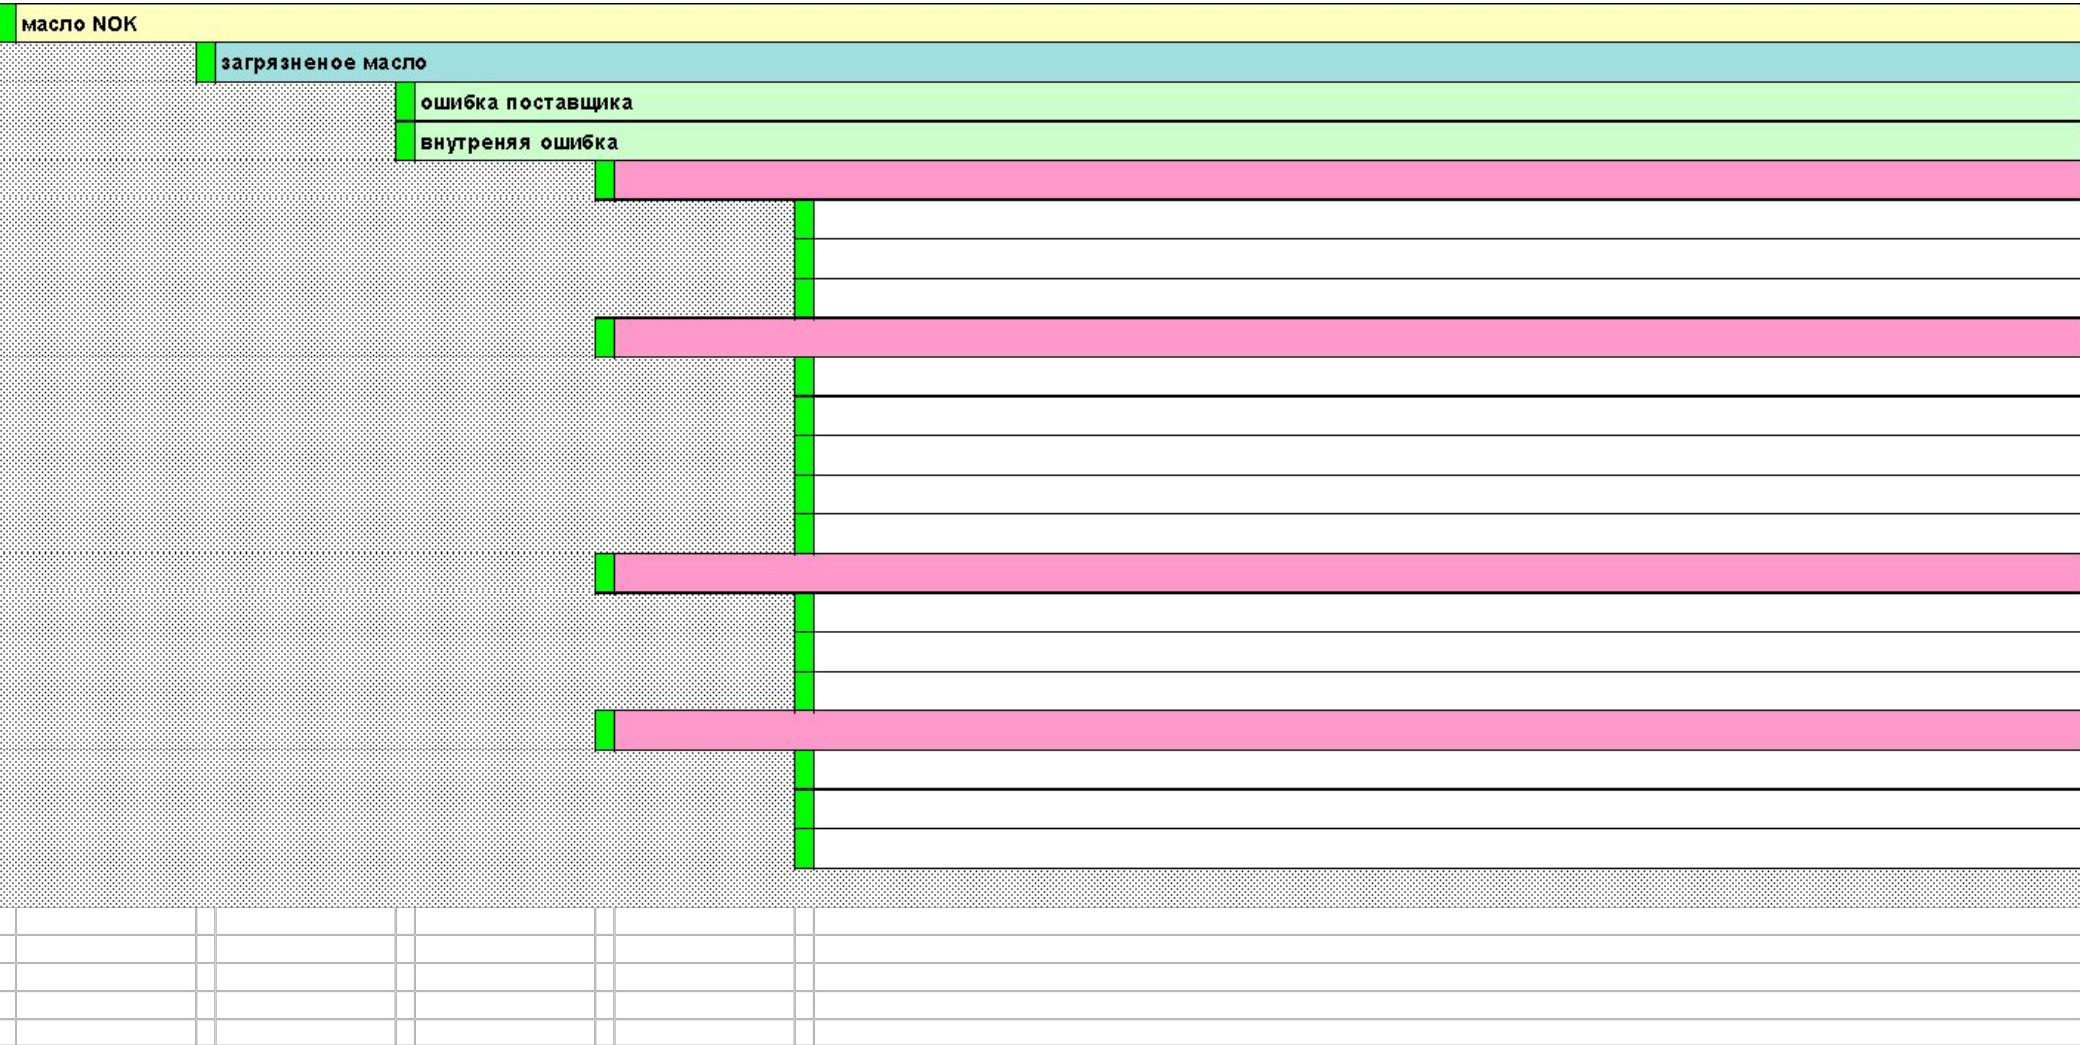 масло NOK
загрязненое масло
ошибка поставщика
внутреняя ошибка